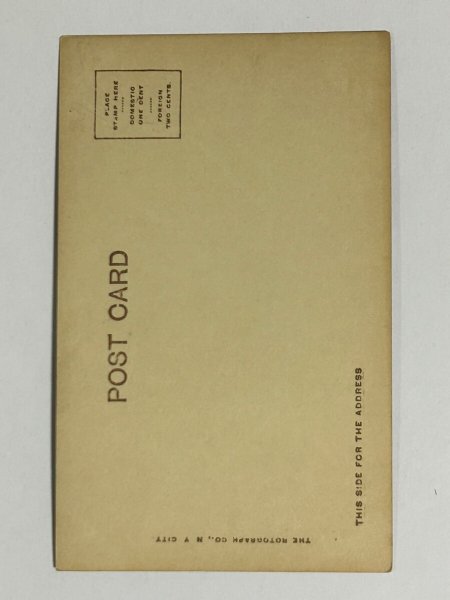 PLACE
STAMP HERE
DOMESTIC
ONE CENT
FOREIGN
TWO CENTS.
POST CARD
THIS SIDE FOR THE ADDRESS
THE ROTOGRAPH CO., N Y CITY